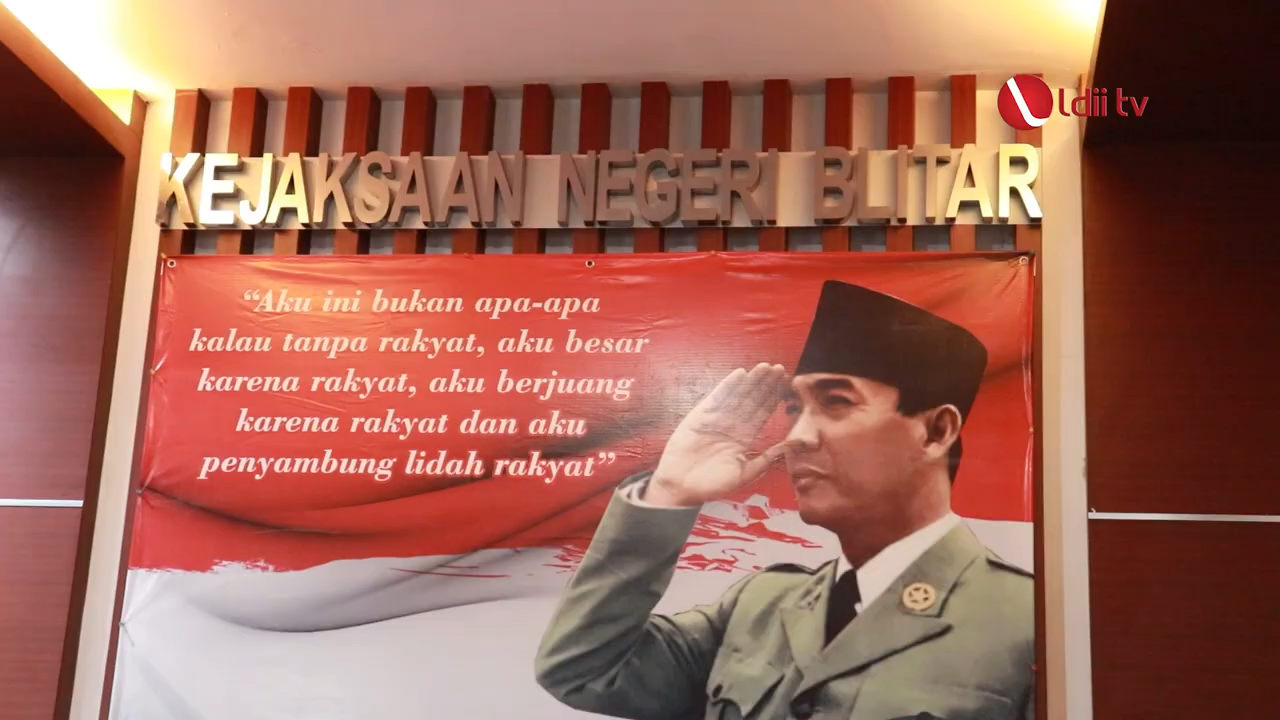 ldii tv
KEJAKSAAN NEGERI BLITAR
“Aku ini bukan apa-apa
kalau tanpa rakyat, aku besar
karena rakyat, aku berjuang
karena rakyat dan aku
penyambung lidah rakyat”